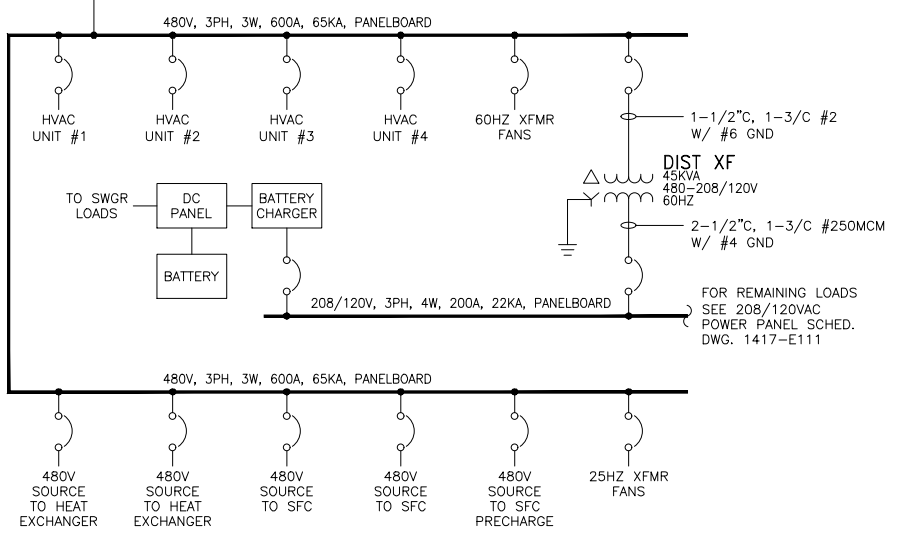 480V, 3PH, 3W, 600A, 65KA, PANELBOARD
HVAC
UNIT #1
HVAC
UNIT #2
HVAC
UNIT #3
HVAC
UNIT #4
60HZ XFMR
FANS
1-1/2"C, 1-3/C #2
W/ #6 GND
DIST XF
45KVA
480-208/120V
60HZ
2-1/2"C, 1-3/C #250MCM
W/ #4 GND
TO SWGR
LOADS
DC
PANEL
BATTERY
CHARGER
BATTERY
208/120V, 3PH, 4W, 200A, 22KA, PANELBOARD
FOR REMAINING LOADS
SEE 208/120VAC
POWER PANEL SCHED.
DWG. 1417-E111
480V, 3PH, 3W, 600A, 65KA, PANELBOARD
480V
SOURCE
TO HEAT
EXCHANGER
480V
SOURCE
TO HEAT
EXCHANGER
480V
SOURCE
TO SFC
480V
SOURCE
TO SFC
480V
SOURCE
TO SFC
PRECHARGE
25HZ XFMR
FANS